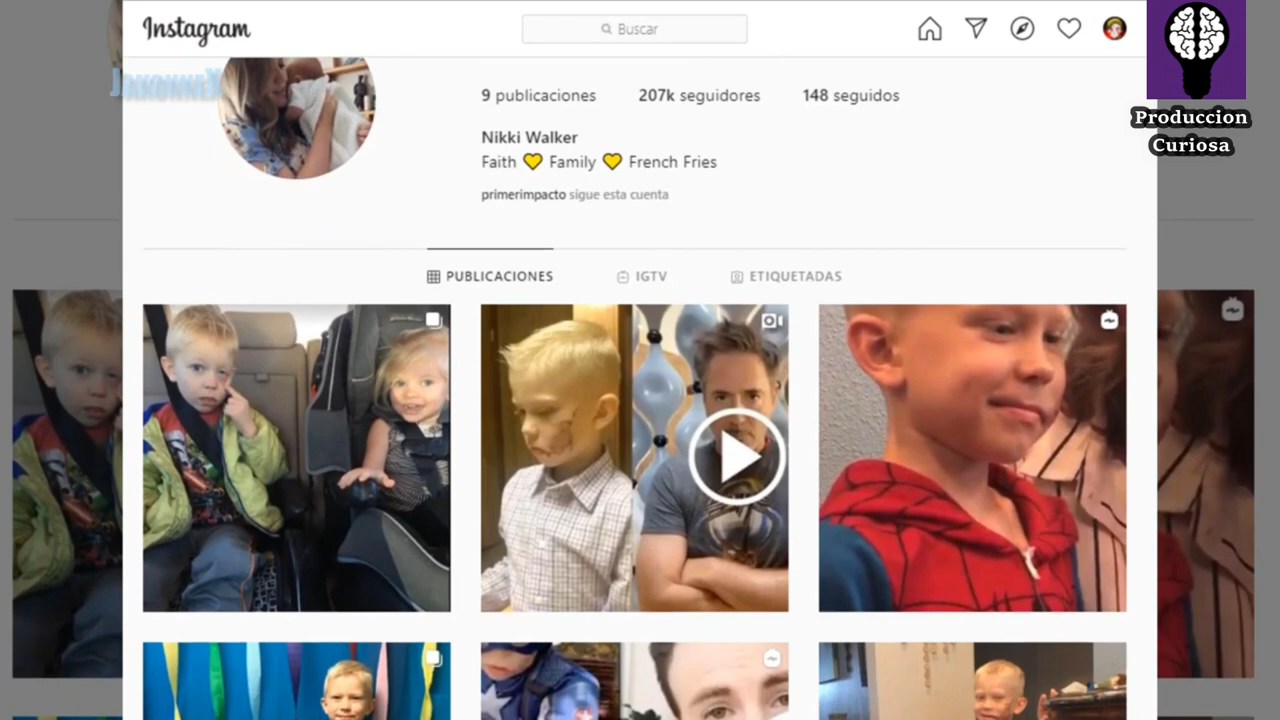 Instagram
Buscar
JAKONNEX
Produccion
Curiosa
9 publicaciones 207k seguidores 148 seguidos
Nikki Walker
Faith 💛 Family 💛 French Fries
primerimpacto sigue esta cuenta
PUBLICACIONES IGTV ETIQUETADAS